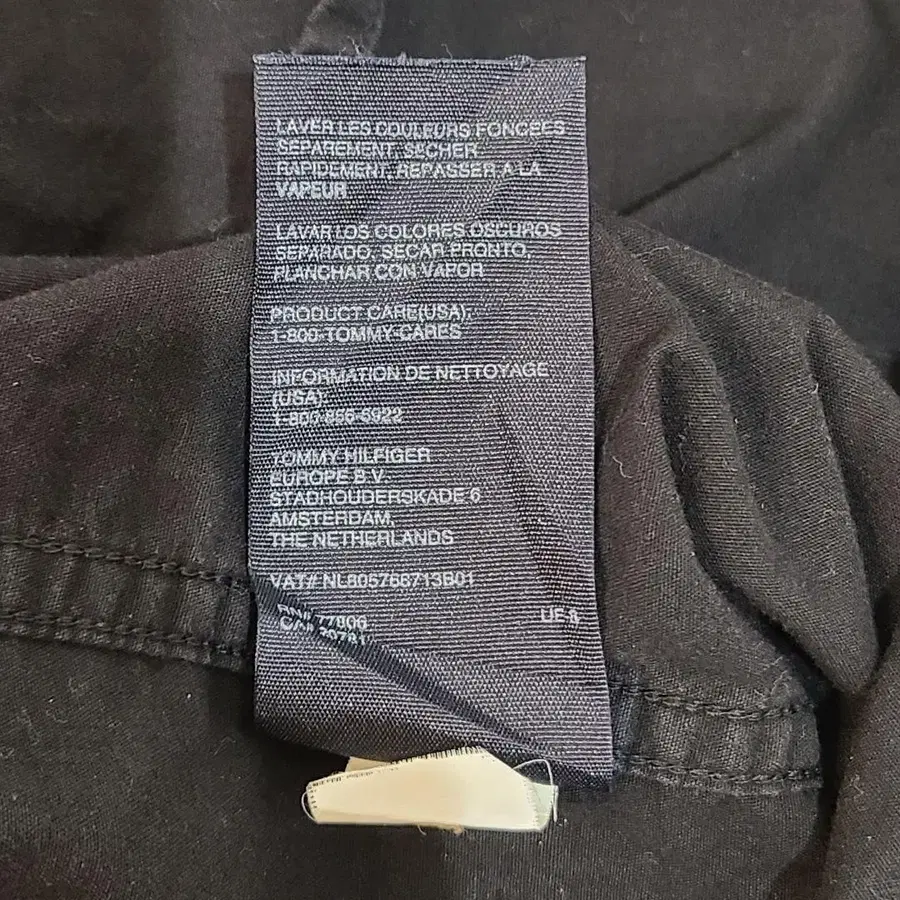 LAVER LES COULEURS FONCEES
SEPAREMENT, SECHER
RAPIDEMENT, REPASSER A LA
VAPEUR
LAVAR LOS COLORES OSCUROS
SEPARADO, SECAR PRONTO,
PLANCHAR CON VAPOR
PRODUCT CARE(USA):
1-800-TOMMY-CARES
INFORMATION DE NETTOYAGE
(USA):
1-800-866-6922
TOMMY HILFIGER
EUROPE B.V.
STADHOUDERSKADE 6
AMSTERDAM,
THE NETHERLANDS
VAT# NL805766713B01
RN# 77806
CA#